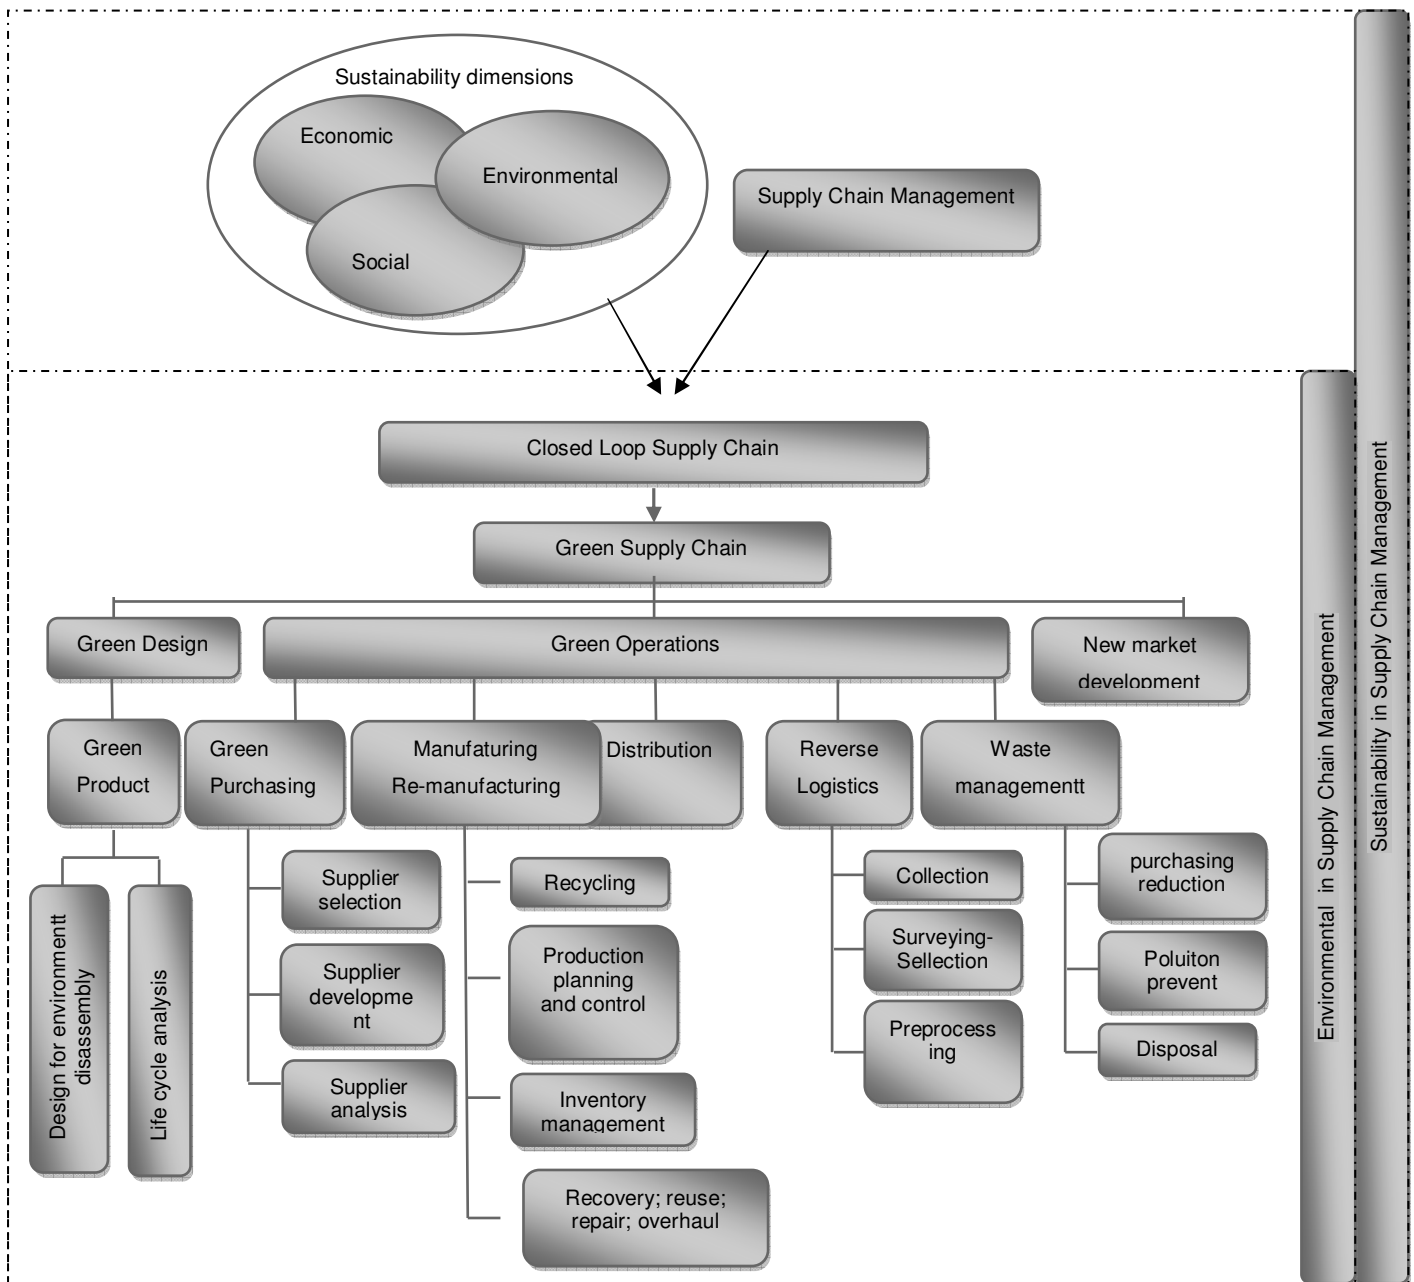 Sustainability dimensions
Economic
Environmental
Social
Supply Chain Management
Closed Loop Supply Chain
Green Supply Chain
Green Design
Green Operations
New market
development
Green
Product
Green
Purchasing
Manufaturing
Re-manufacturing
Distribution
Reverse
Logistics
Waste
managementt
Design for environmentt
disassembly
Life cycle analysis
Supplier
selection
Supplier
developme
nt
Supplier
analysis
Recycling
Production
planning
and control
Inventory
management
Recovery; reuse;
repair; overhaul
Collection
Surveying-
Sellection
Preprocess
ing
purchasing
reduction
Poluiton
prevent
Disposal
Environmental in Supply Chain Management
Sustainability in Supply Chain Management